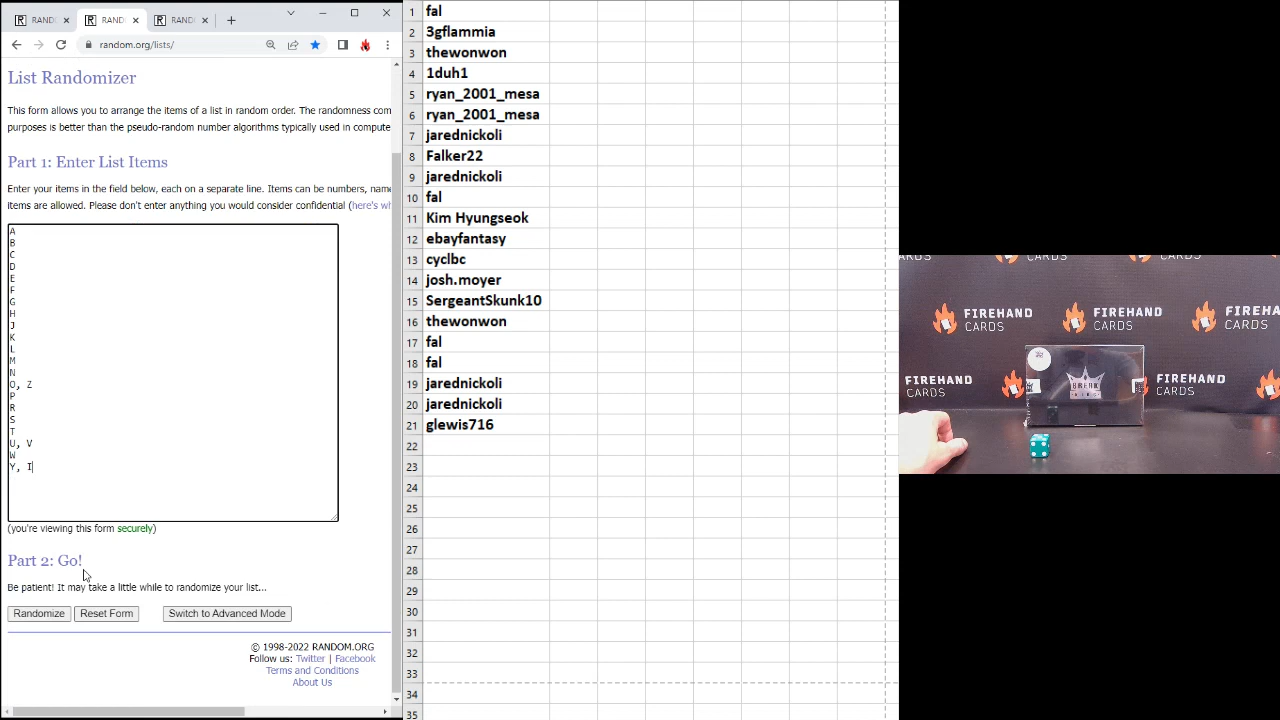 RAND
RAND
RAND
random.org/lists/
List Randomizer
This form allows you to arrange the items of a list in random order. The randomness com
purposes is better than the pseudo-random number algorithms typically used in compute
Part 1: Enter List Items
Enter your items in the field below, each on a separate line. Items can be numbers, name
items are allowed. Please don't enter anything you would consider confidential (here's wh
A
B
C
D
E
F
G
H
J
K
L
M
N
O, Z
P
R
S
T
U, V
W
Y, I
(you're viewing this form securely)
Part 2: Go!
Be patient! It may take a little while to randomize your list...
Randomize Reset Form Switch to Advanced Mode
© 1998-2022 RANDOM.ORG
Follow us: Twitter | Facebook
Terms and Conditions
About Us
1 fal
2 3gflammia
3 thewonwon
4 1duh1
5 ryan_2001_mesa
6 ryan_2001_mesa
7 jarednickoli
8 Falker22
9 jarednickoli
10 fal
11 Kim Hyungseok
12 ebayfantasy
13 cyclbc
14 josh.moyer
15 SergeantSkunk10
16 thewonwon
17 fal
18 fal
19 jarednickoli
20 jarednickoli
21 glewis716
22
23
24
25
26
27
28
29
30
31
32
33
34
35
CARDS CARDS
FIREHAND CARDS
FIREHAND CARDS
FIREHAND
FIREHAND CARDS
BREAK
FIREHAND CARDS